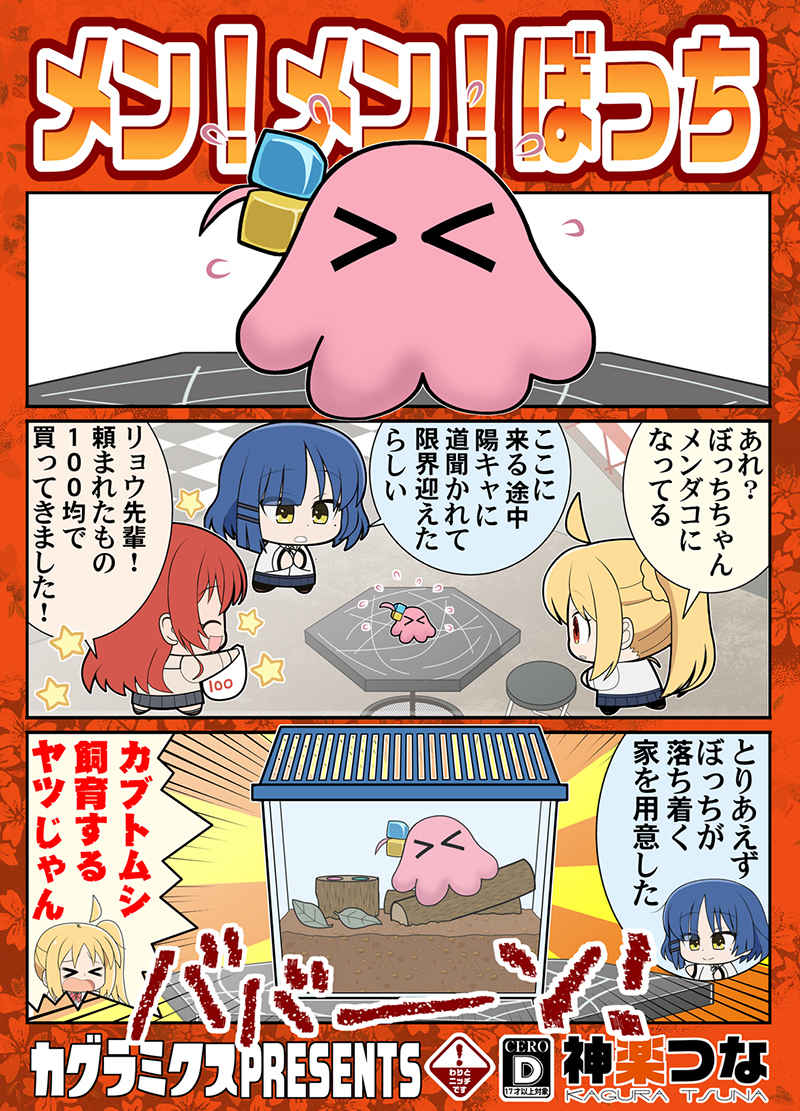 メン！メン！ぼっち
あれ？
ぼっちちゃん
メンダコに
なってる
ここに
来る途中
陽キャに
道聞かれて
限界迎えた
らしい
リョウ先輩！
頼まれたもの
100均で
買ってきました！
100
とりあえず
ぼっちが
落ち着く
家を用意した
カブトムシ
飼育する
ヤツじゃん
ババーン！
カグラミクスPRESENTS
!
わりと
ニッチ
です
CERO
D
17才以上対象
神楽つな
KAGURA TSUNA